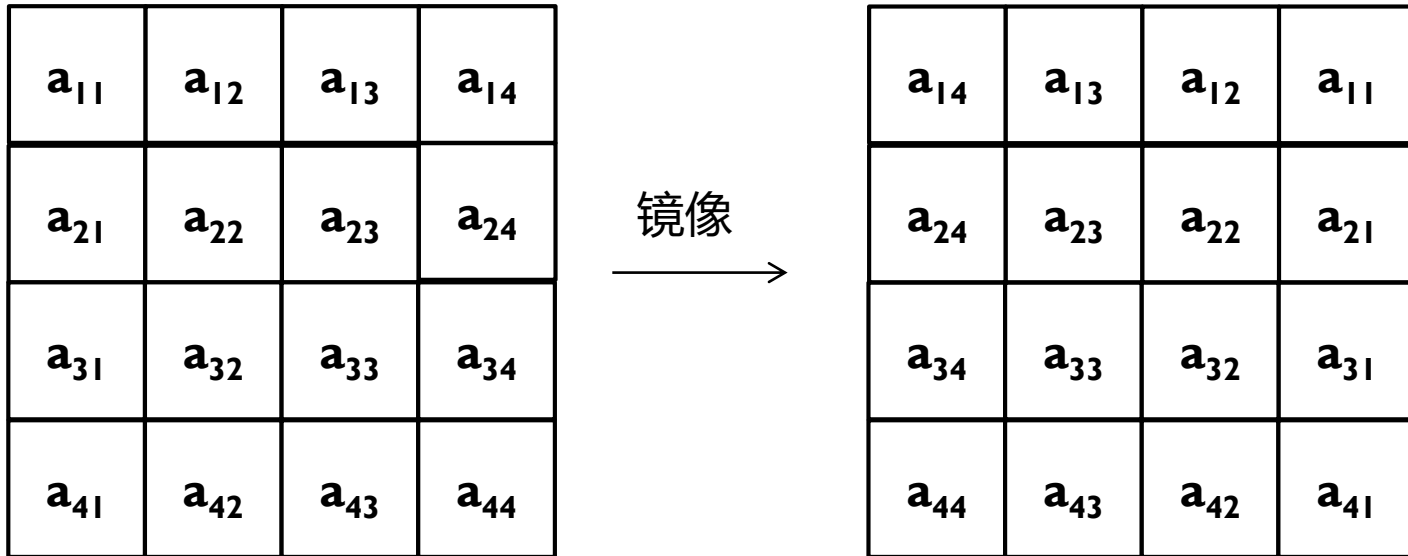 a₁₁ a₁₂ a₁₃ a₁₄
a₂₁ a₂₂ a₂₃ a₂₄
a₃₁ a₃₂ a₃₃ a₃₄
a₄₁ a₄₂ a₄₃ a₄₄
镜像
a₁₄ a₁₃ a₁₂ a₁₁
a₂₄ a₂₃ a₂₂ a₂₁
a₃₄ a₃₃ a₃₂ a₃₁
a₄₄ a₄₃ a₄₂ a₄₁